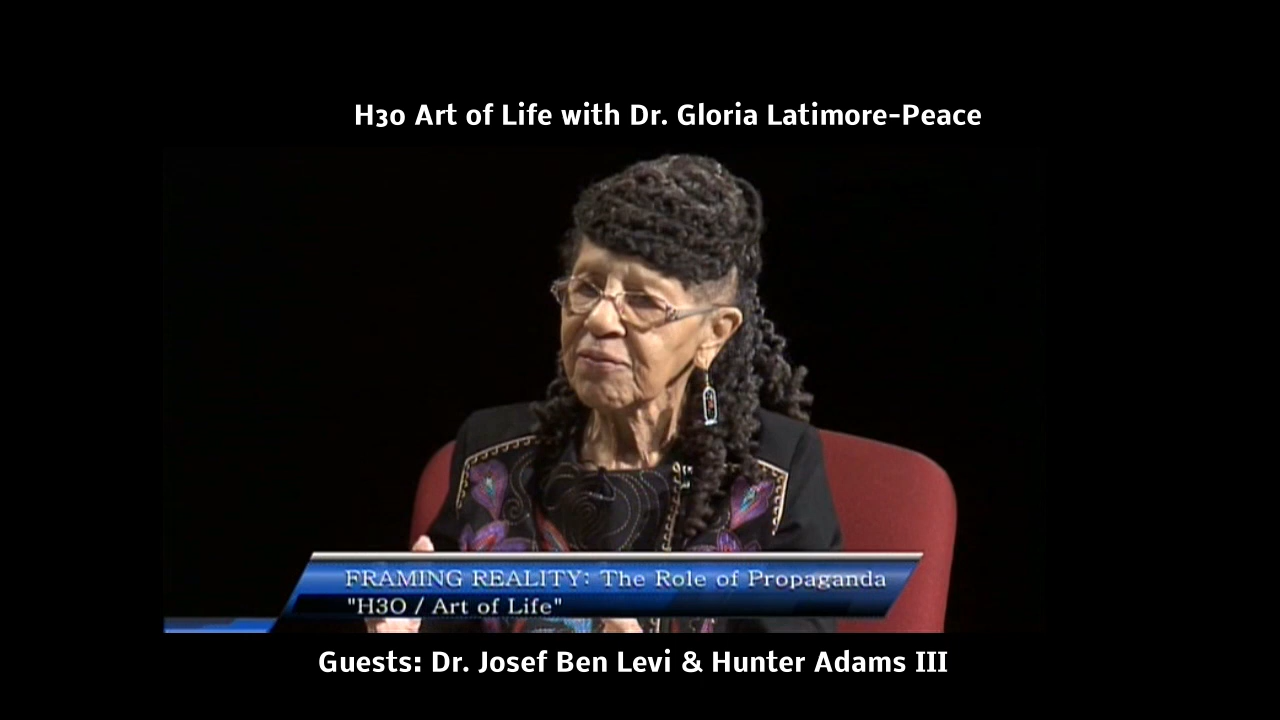 H30 Art of Life with Dr. Gloria Latimore-Peace
FRAMING REALITY: The Role of Propaganda
"H3O / Art of Life"
Guests: Dr. Josef Ben Levi & Hunter Adams III